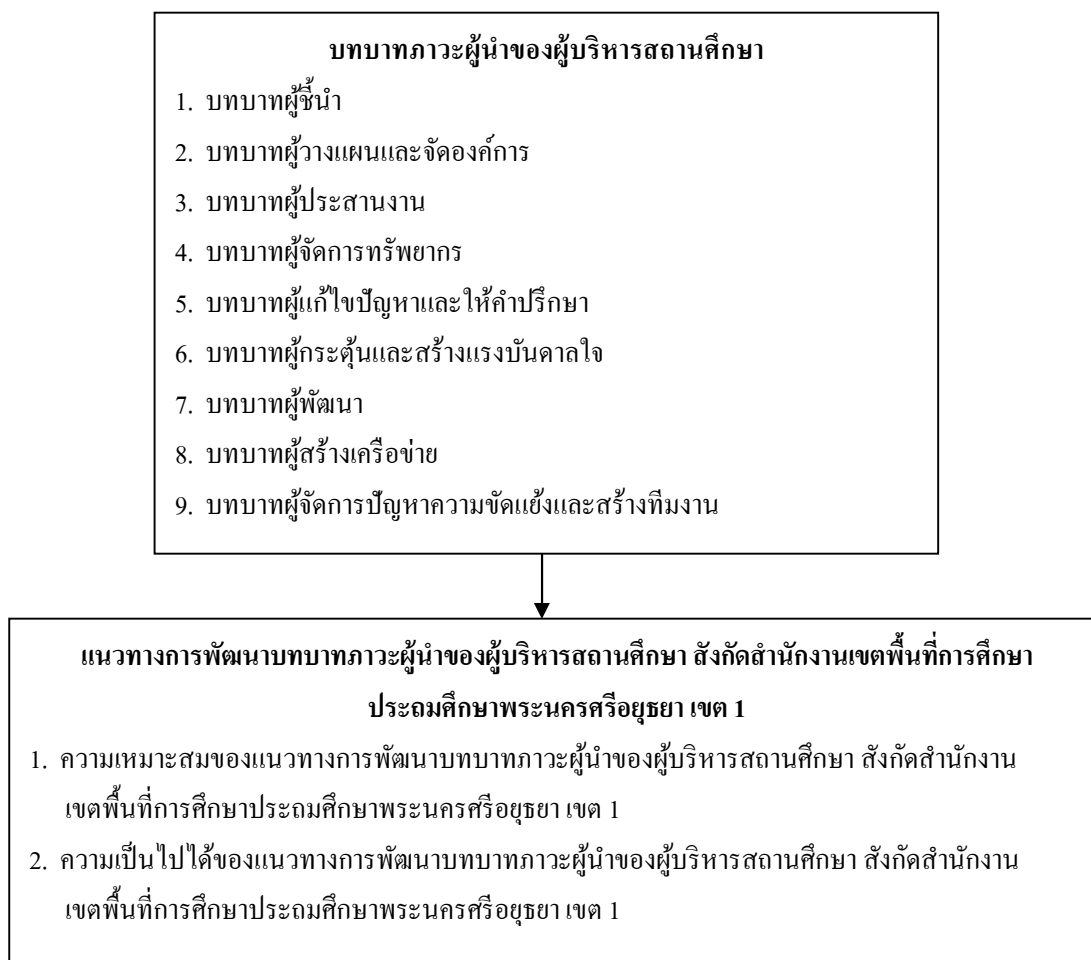 บทบาทภาวะผู้นำของผู้บริหารสถานศึกษา
1. บทบาทผู้ชี้นำ
2. บทบาทผู้วางแผนและจัดองค์การ
3. บทบาทผู้ประสานงาน
4. บทบาทผู้จัดการทรัพยากร
5. บทบาทผู้แก้ไขปัญหาและให้คำปรึกษา
6. บทบาทผู้กระตุ้นและสร้างแรงบันดาลใจ
7. บทบาทผู้พัฒนา
8. บทบาทผู้สร้างเครือข่าย
9. บทบาทผู้จัดการปัญหาความขัดแย้งและสร้างทีมงาน
แนวทางการพัฒนาบทบาทภาวะผู้นำของผู้บริหารสถานศึกษา สังกัดสำนักงานเขตพื้นที่การศึกษา
ประถมศึกษาพระนครศรีอยุธยา เขต 1
1. ความเหมาะสมของแนวทางการพัฒนาบทบาทภาวะผู้นำของผู้บริหารสถานศึกษา สังกัดสำนักงาน
เขตพื้นที่การศึกษาประถมศึกษาพระนครศรีอยุธยา เขต 1
2. ความเป็นไปได้ของแนวทางการพัฒนาบทบาทภาวะผู้นำของผู้บริหารสถานศึกษา สังกัดสำนักงาน
เขตพื้นที่การศึกษาประถมศึกษาพระนครศรีอยุธยา เขต 1